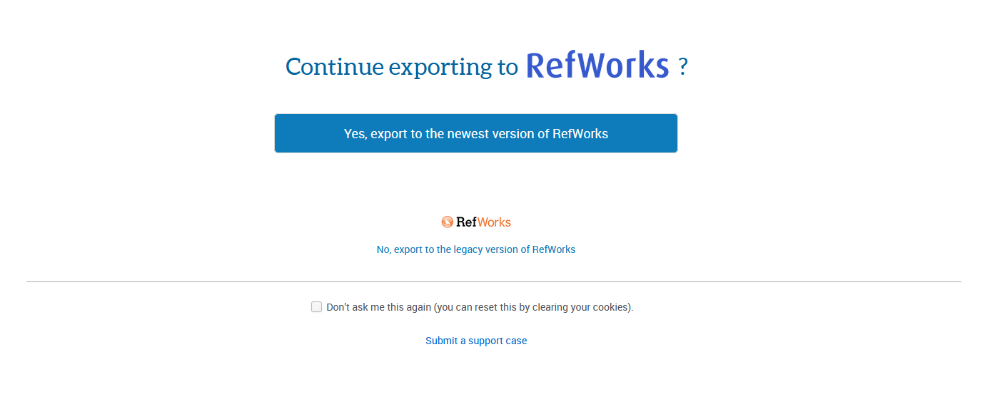 Continue exporting to RefWorks ?
Yes, export to the newest version of RefWorks
RefWorks
No, export to the legacy version of RefWorks
Don't ask me this again (you can reset this by clearing your cookies).
Submit a support case